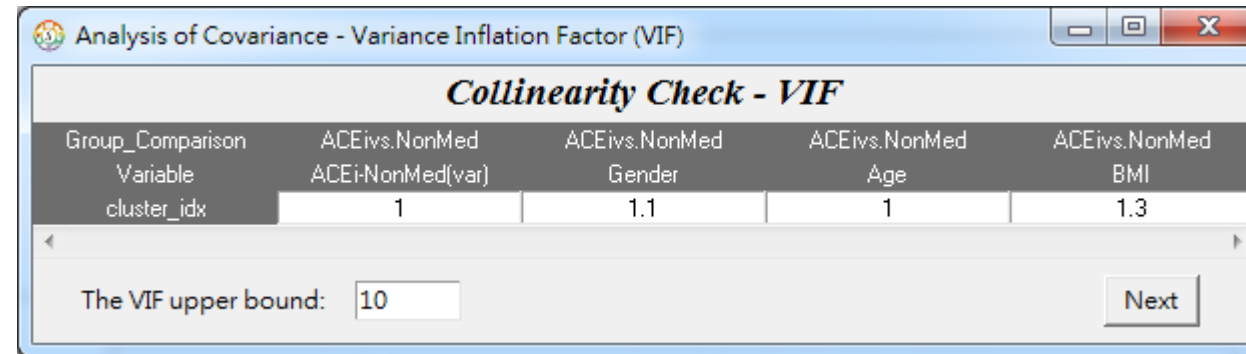 Analysis of Covariance - Variance Inflation Factor (VIF)
Collinearity Check - VIF
Group_Comparison ACEivs.NonMed ACEivs.NonMed ACEivs.NonMed ACEivs.NonMed
Variable ACEi-NonMed(var) Gender Age BMI
cluster_idx 1 1.1 1 1.3
The VIF upper bound: 10 Next